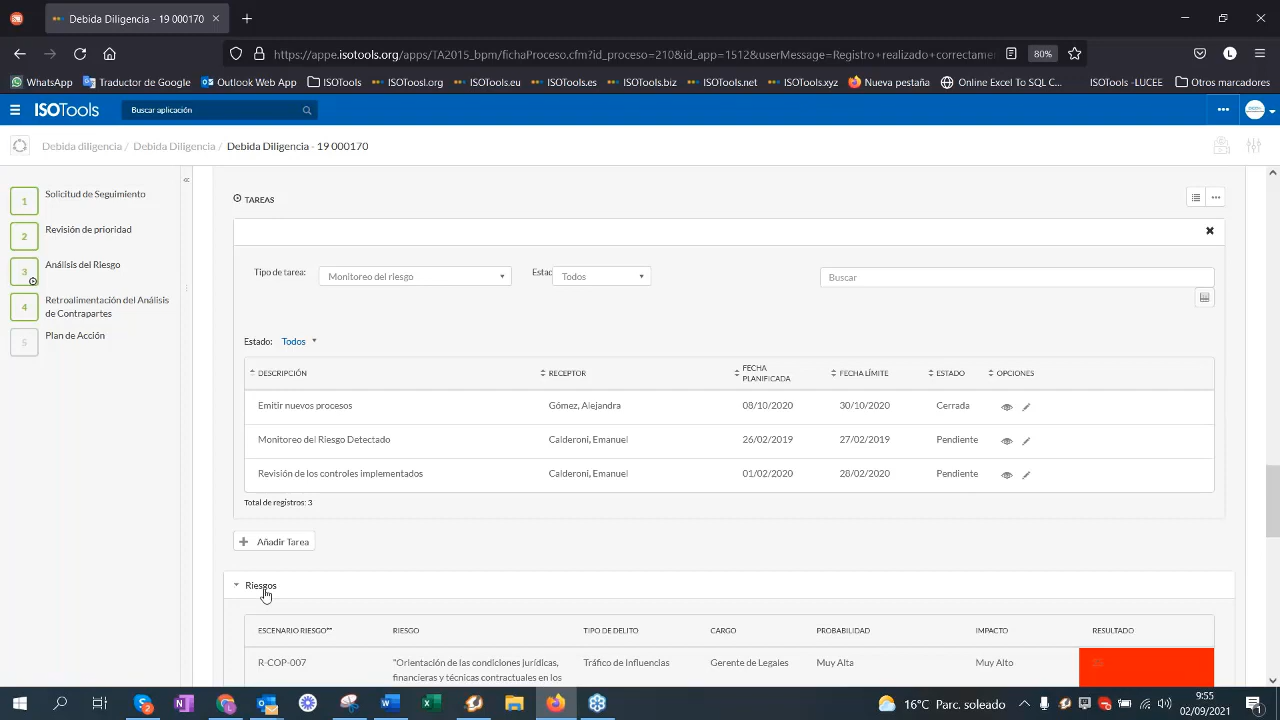 Debida Diligencia - 19 000170
https://appe.isotools.org/apps/TA2015_bpm/fichaProceso.cfm?id_proceso=210&id_app=1512&userMessage=Registro+realizado+correctame
80%
L
WhatsApp
Traductor de Google
Outlook Web App
ISOTools
ISOToosl.org
ISOTools.eu
ISOTools.es
ISOTools.biz
ISOTools.net
ISOTools.xyz
Nueva pestaña
Online Excel To SQL C...
ISOTools -LUCEE
Otros marcadores
ISOTools
Buscar aplicación
Debida diligencia / Debida Diligencia / Debida Diligencia - 19 000170
1 Solicitud de Seguimiento
2 Revisión de prioridad
3 Análisis del Riesgo
4 Retroalimentación del Análisis
de Contrapartes
5 Plan de Acción
TAREAS
Tipo de tarea: Monitoreo del riesgo
Estac Todos
Buscar
Estado: Todos
DESCRIPCIÓN RECEPTOR FECHA PLANIFICADA FECHA LÍMITE ESTADO OPCIONES
Emitir nuevos procesos Gómez, Alejandra 08/10/2020 30/10/2020 Cerrada
Monitoreo del Riesgo Detectado Calderoni, Emanuel 26/02/2019 27/02/2019 Pendiente
Revisión de los controles implementados Calderoni, Emanuel 01/02/2020 28/02/2020 Pendiente
Total de registros: 3
+ Añadir Tarea
Riesgos
ESCENARIO RIESGO** RIESGO TIPO DE DELITO CARGO PROBABILIDAD IMPACTO RESULTADO
R-COP-007 "Orientación de las condiciones jurídicas, Tráfico de influencias Gerente de Legales Muy Alta Muy Alto
financieras y técnicas contractuales en los
16°C Parc. soleado
9:55
02/09/2021